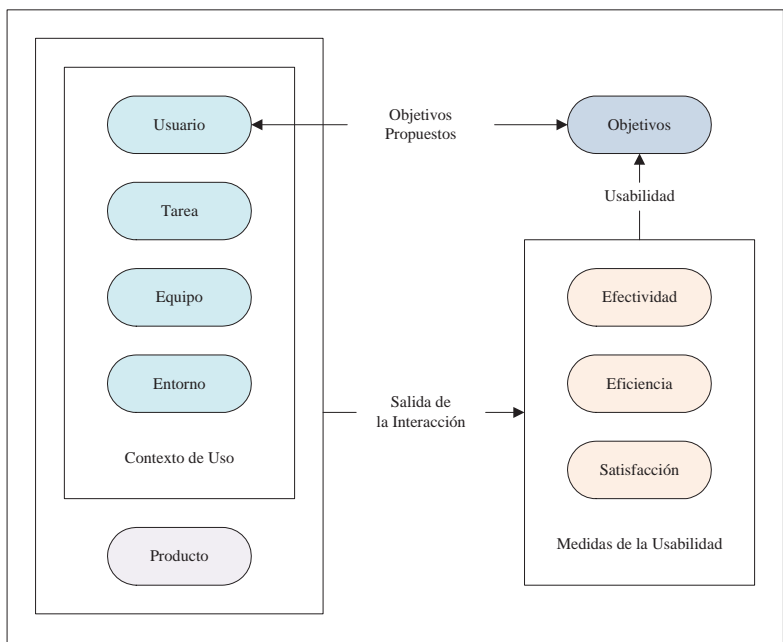 Usuario
Tarea
Equipo
Entorno
Contexto de Uso
Producto
Objetivos
Propuestos
Salida de
la Interacción
Objetivos
Usabilidad
Efectividad
Eficiencia
Satisfacción
Medidas de la Usabilidad